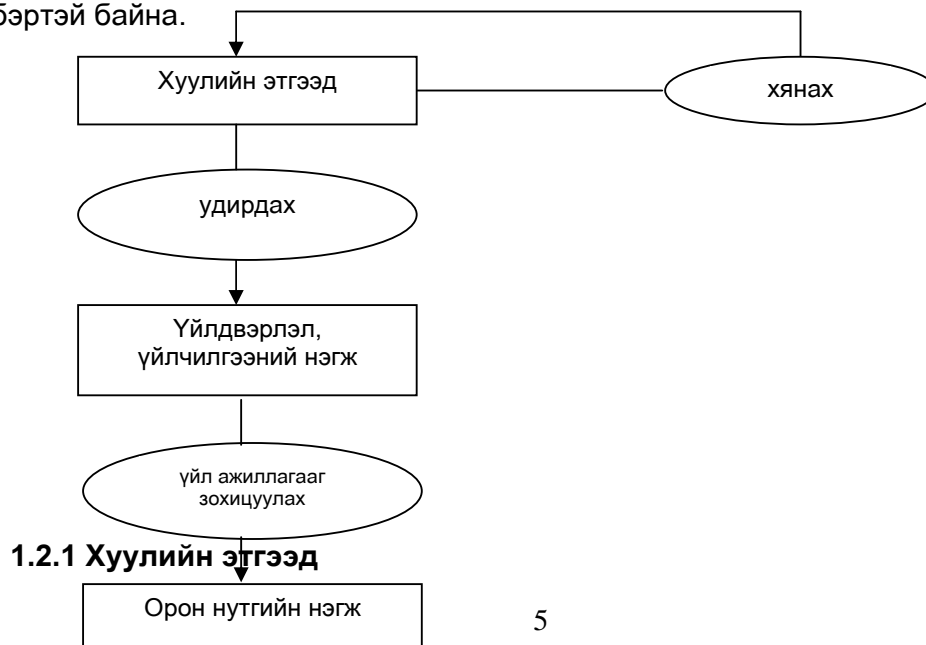 бэртэй байна.
Хуулийн этгээд
хянах
удирдах
Үйлдвэрлэл,
үйлчилгээний нэгж
үйл ажиллагааг
зохицуулах
1.2.1 Хуулийн этгээд
Орон нутгийн нэгж
5